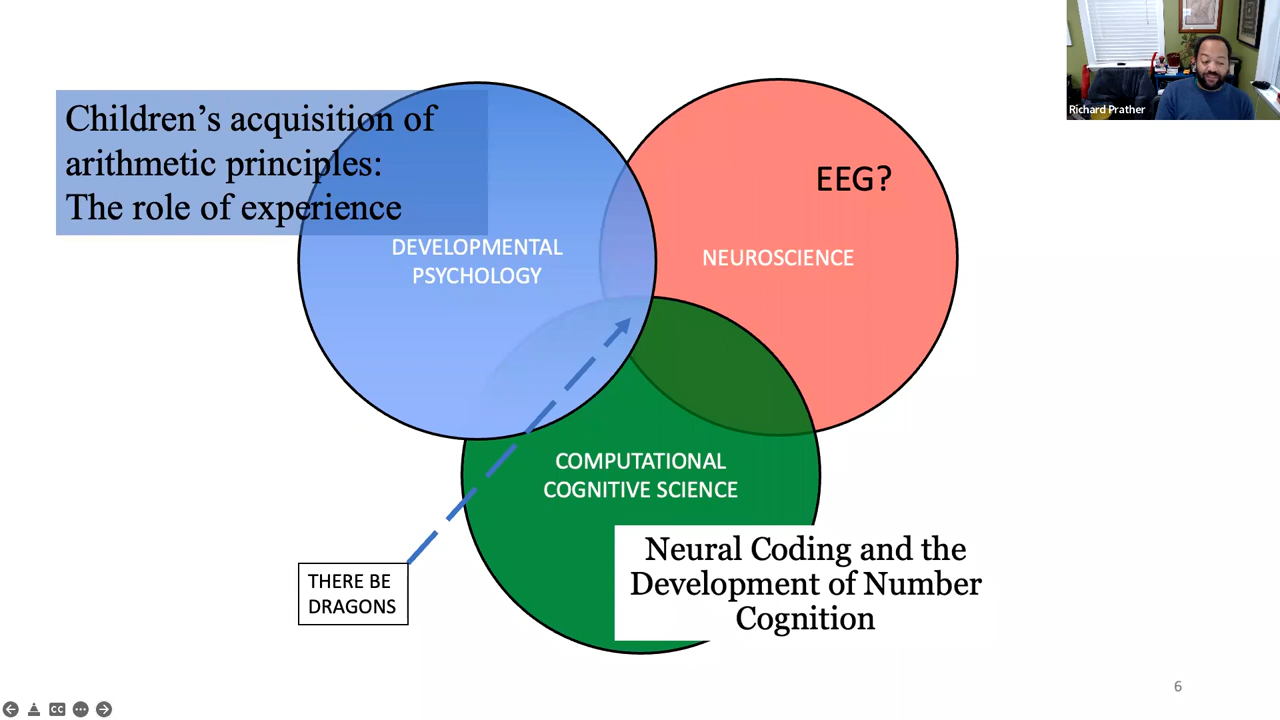 Richard Prather
Children’s acquisition of
arithmetic principles:
The role of experience
EEG?
DEVELOPMENTAL
PSYCHOLOGY
NEUROSCIENCE
COMPUTATIONAL
COGNITIVE SCIENCE
Neural Coding and the
Development of Number
Cognition
THERE BE
DRAGONS
6
CC